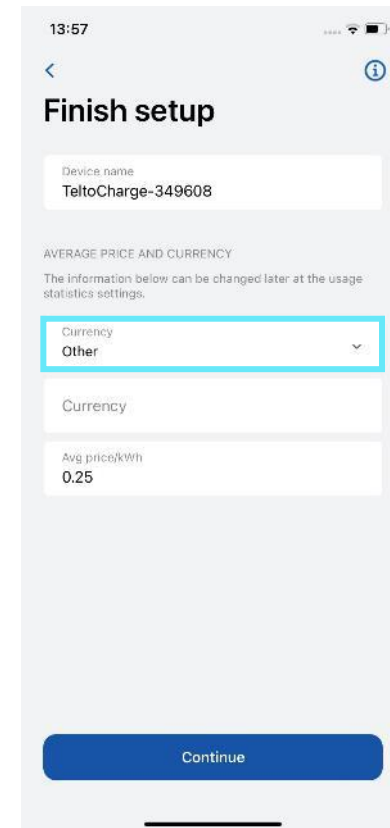 13:57
Finish setup
Device name
TeltoCharge-349608
AVERAGE PRICE AND CURRENCY
The information below can be changed later at the usage
statistics settings.
Currency
Other
Currency
Avg price/kWh
0.25
Continue